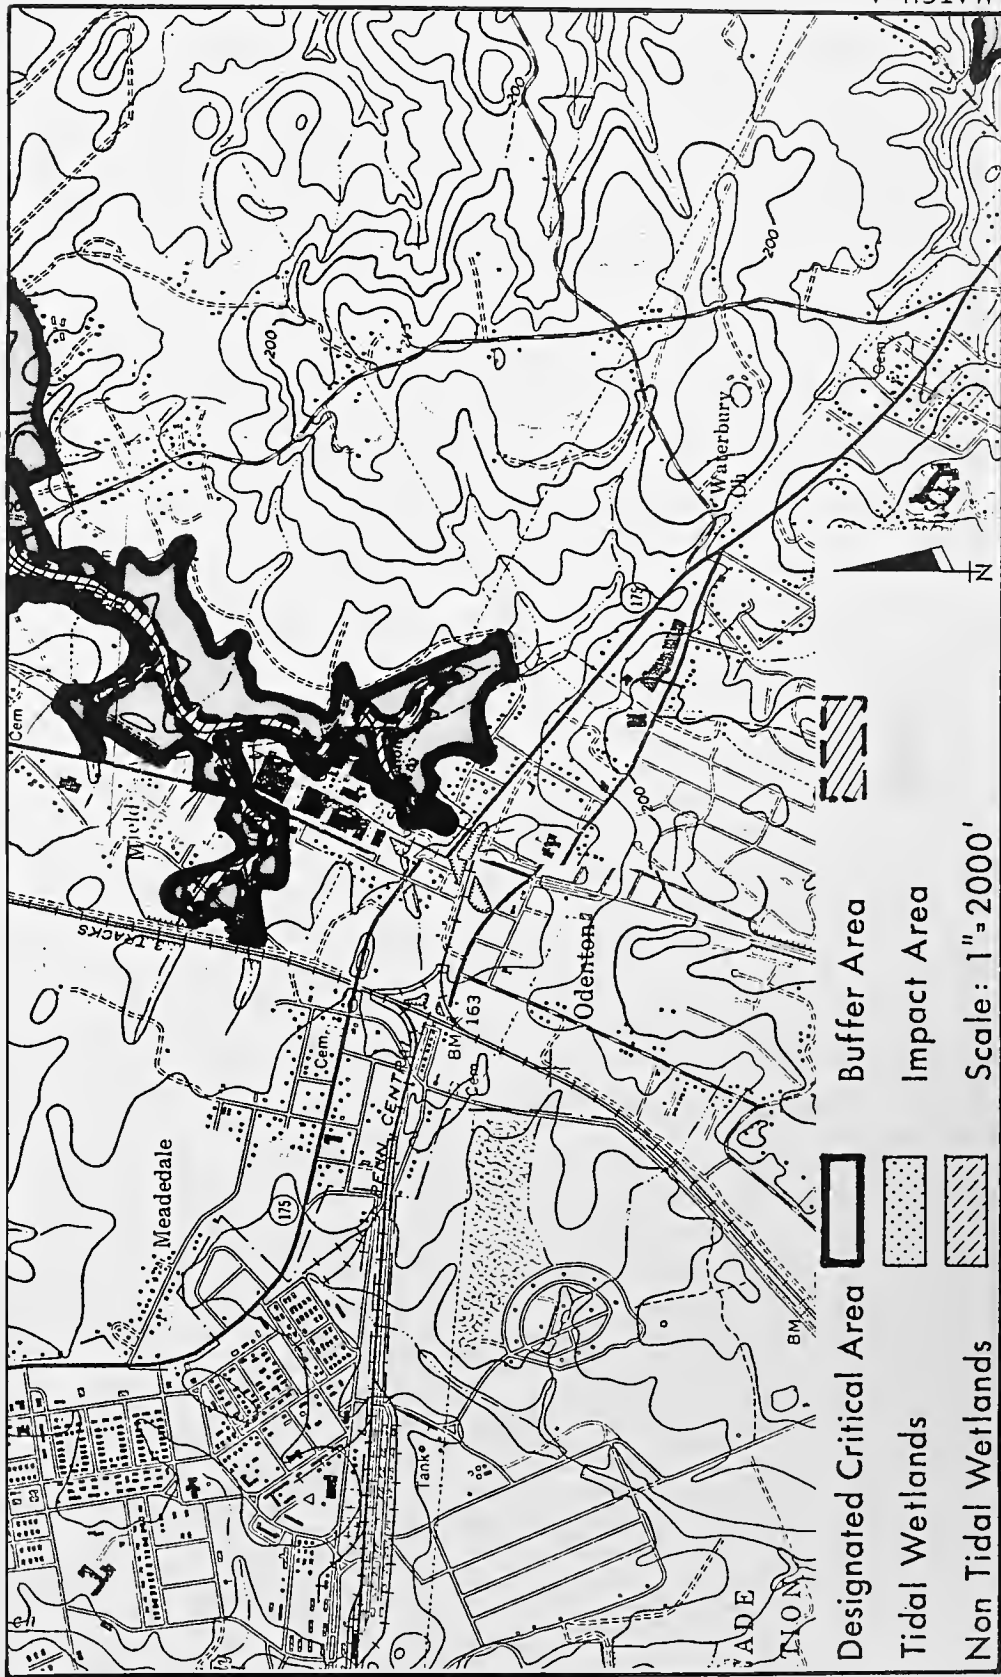 Cem
Mfield
3 TRACKS
Meadedale
175
Cem
PENN CENTRAL
BM
163
Cem
Odenton
Tank
BM
200
200
200
200
175
Waterbury
Ch
Cem
N
Designated Critical Area
Buffer Area
Tidal Wetlands
Impact Area
Non Tidal Wetlands
Scale: 1"=2000'